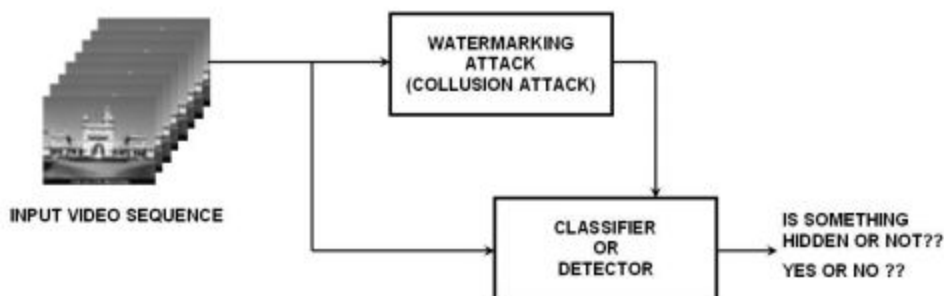 WATERMARKING
ATTACK
(COLLUSION ATTACK)
INPUT VIDEO SEQUENCE
CLASSIFIER
OR
DETECTOR
IS SOMETHING
HIDDEN OR NOT??
YES OR NO ??